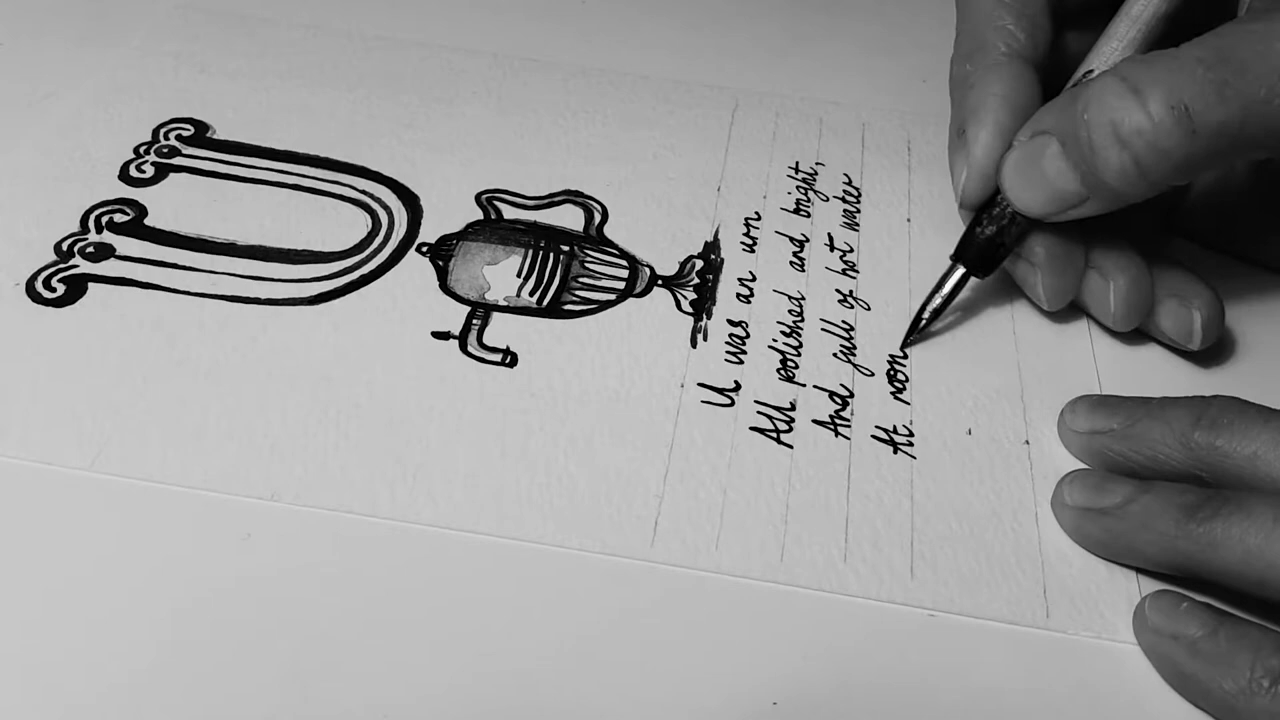 U
U was an urn
All polished and bright,
And full of hot water
At noon